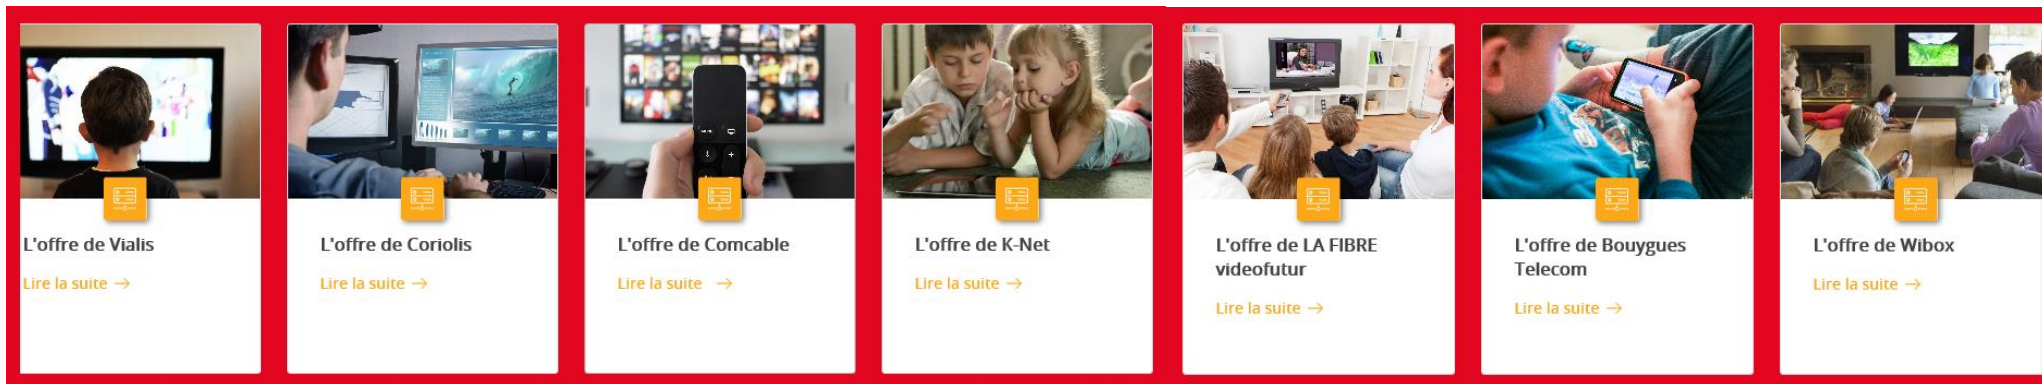 L'offre de Vialis
Lire la suite →
L'offre de Coriolis
Lire la suite →
L'offre de Comcable
Lire la suite →
L'offre de K-Net
Lire la suite →
L'offre de LA FIBRE
videofutur
Lire la suite →
L'offre de Bouygues
Telecom
Lire la suite →
L'offre de Wibox
Lire la suite →